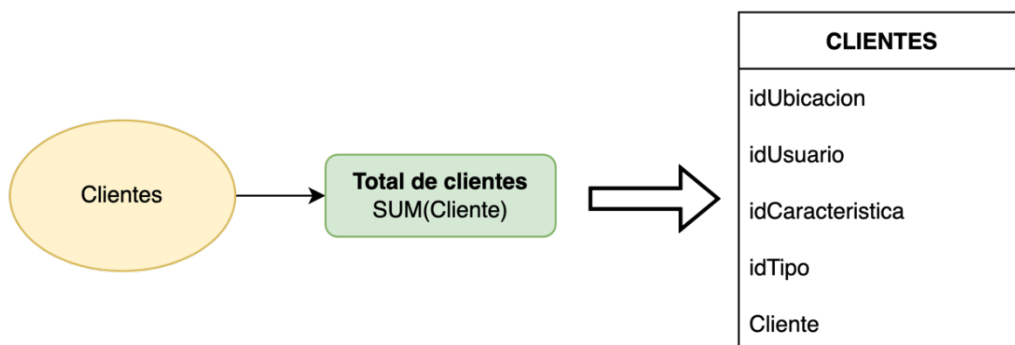 Clientes
Total de clientes
SUM(Cliente)
CLIENTES
idUbicacion
idUsuario
idCaracteristica
idTipo
Cliente